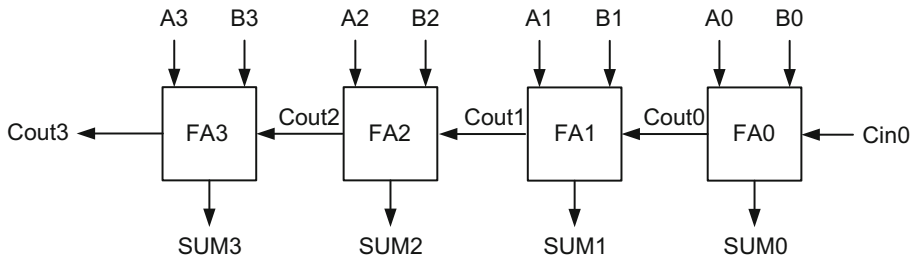 A3 B3 A2 B2 A1 B1 A0 B0
Cout3 FA3 Cout2 FA2 Cout1 FA1 Cout0 FA0 Cin0
SUM3 SUM2 SUM1 SUM0